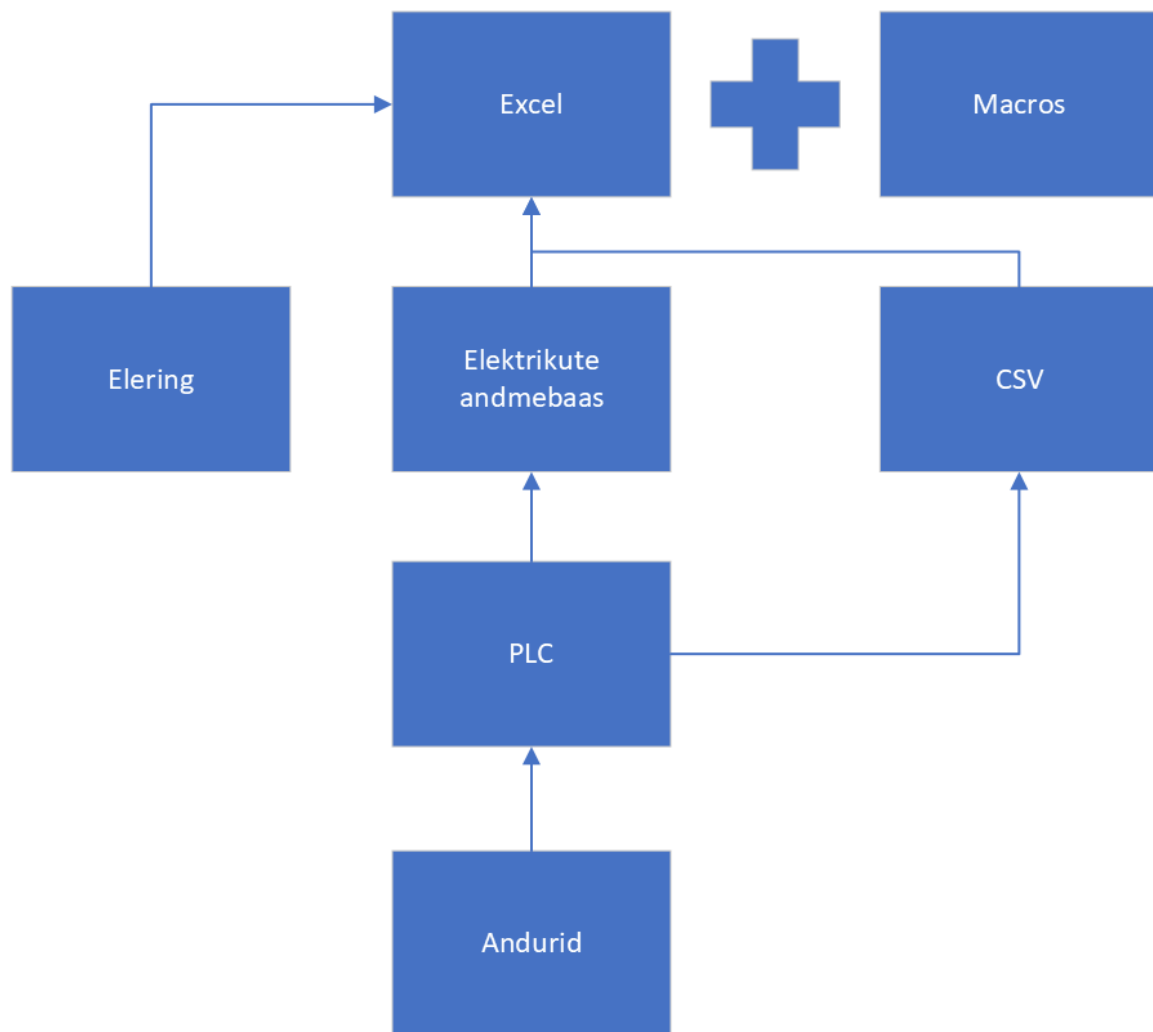 Excel
Macros
Elering
Elektrikute
andmebaas
CSV
PLC
Andurid